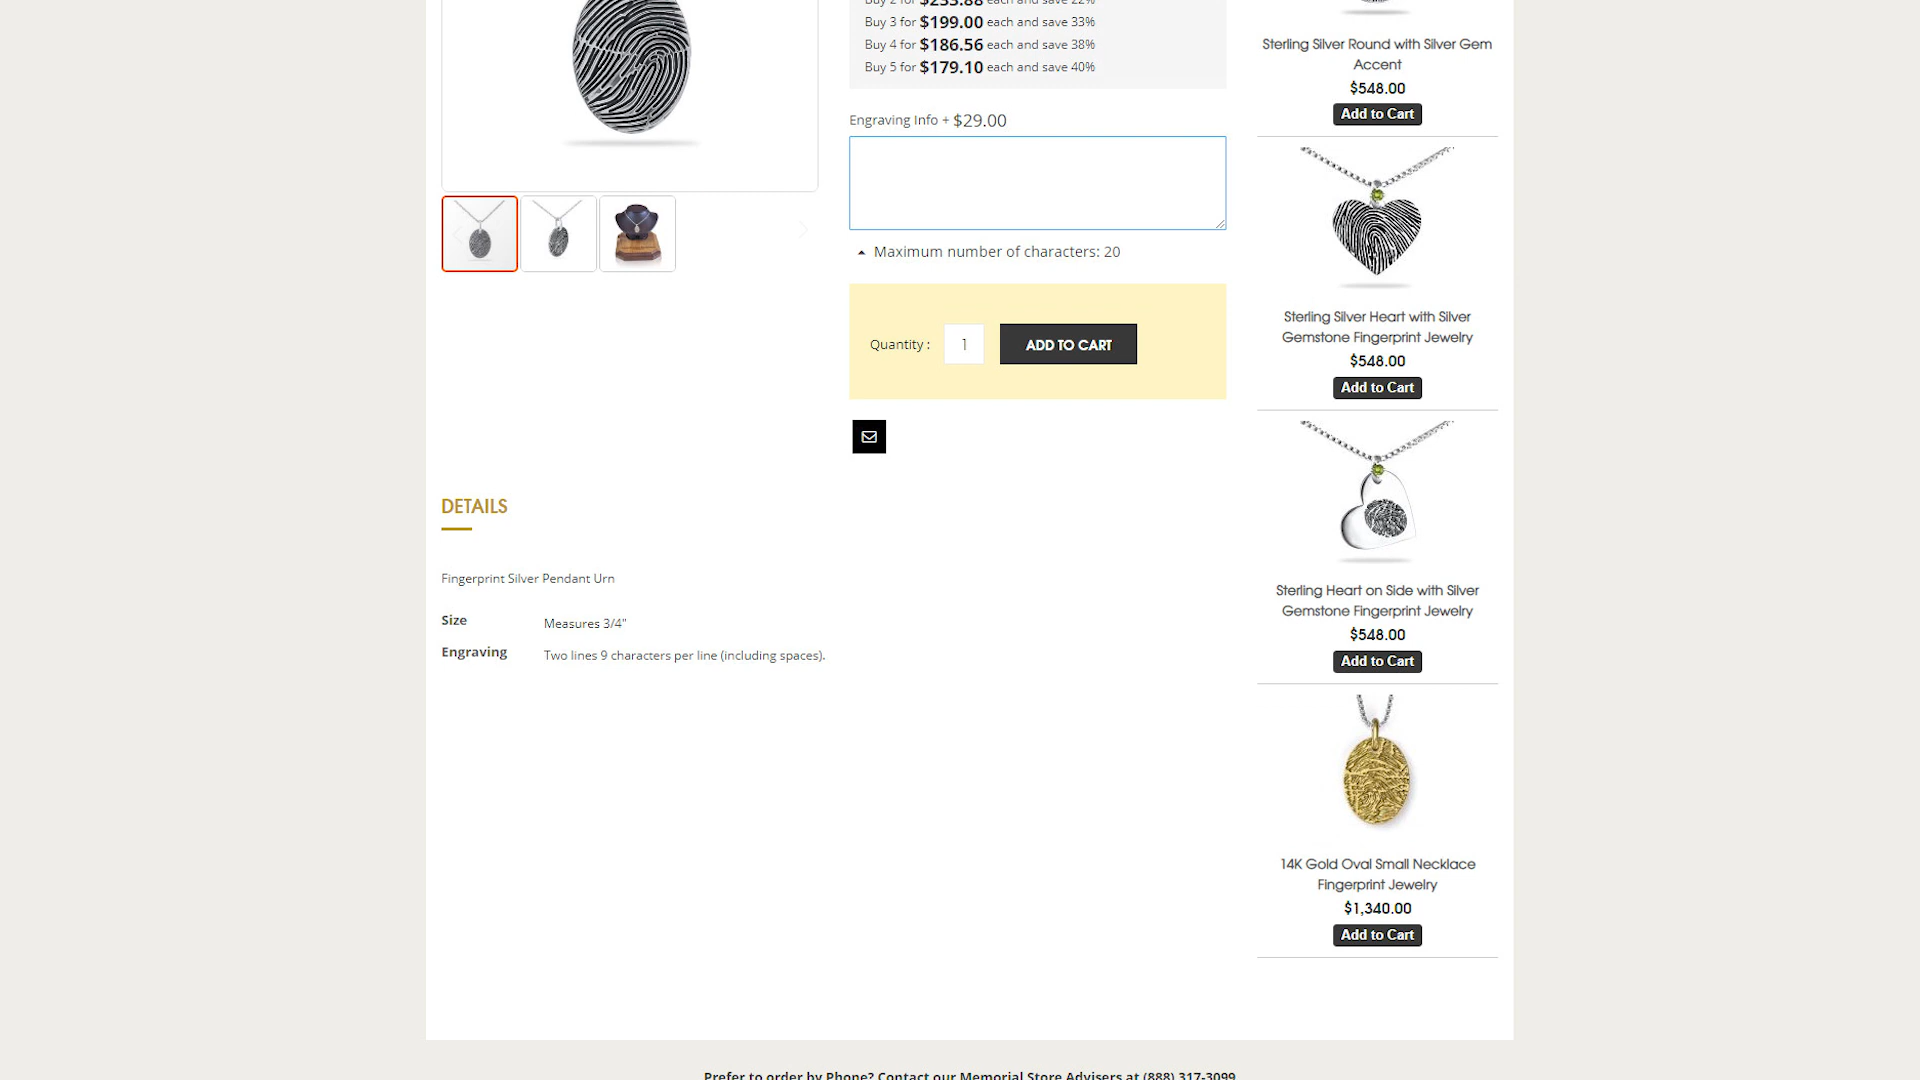 Buy 2 for $233.88 each and save 22%
Buy 3 for $199.00 each and save 33%
Buy 4 for $186.56 each and save 38%
Buy 5 for $179.10 each and save 40%
Engraving Info + $29.00
Maximum number of characters: 20
Quantity :
1
ADD TO CART
DETAILS
Fingerprint Silver Pendant Urn
Size
Measures 3/4"
Engraving
Two lines 9 characters per line (including spaces).
Sterling Silver Round with Silver Gem
Accent
$548.00
Add to Cart
Sterling Silver Heart with Silver
Gemstone Fingerprint Jewelry
$548.00
Add to Cart
Sterling Heart on Side with Silver
Gemstone Fingerprint Jewelry
$548.00
Add to Cart
14K Gold Oval Small Necklace
Fingerprint Jewelry
$1,340.00
Add to Cart
Prefer to order by Phone? Contact our Memorial Store Advisers at (888) 317-3099